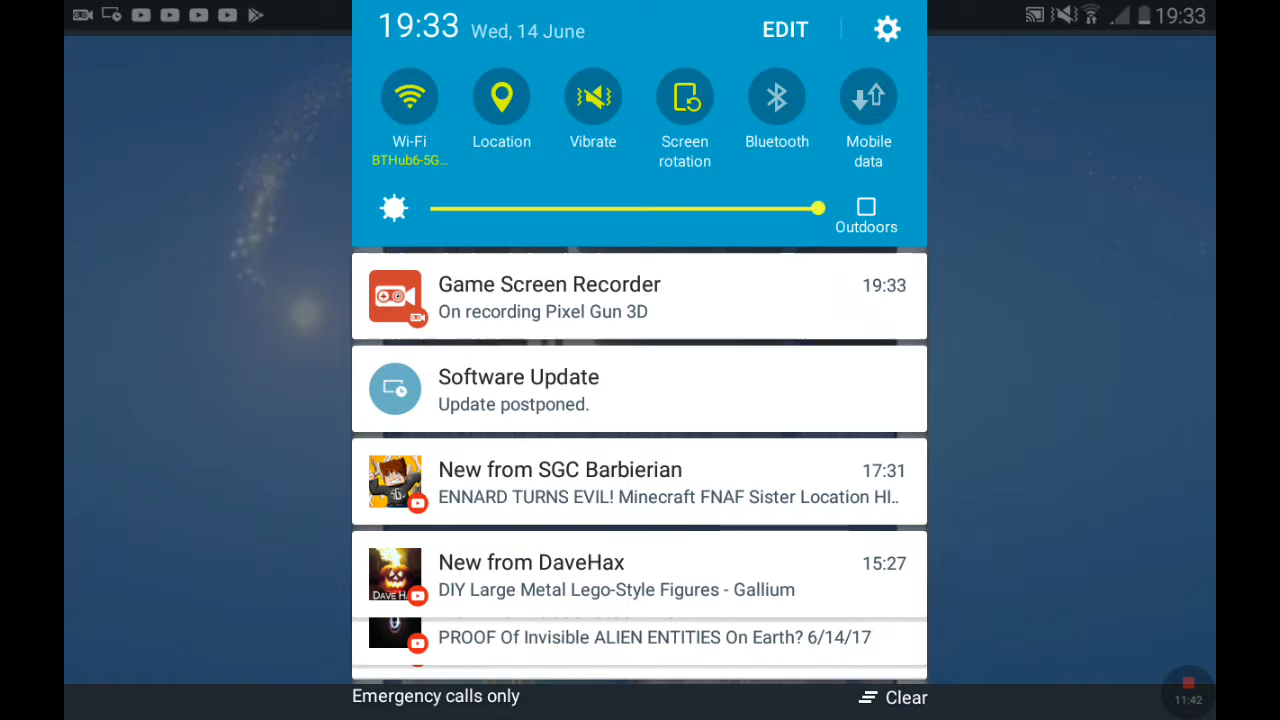 19:33
19:33 Wed, 14 June
EDIT
Wi-Fi
BTHub6-5G...
Location
Vibrate
Screen
rotation
Bluetooth
Mobile
data
Outdoors
Game Screen Recorder
19:33
On recording Pixel Gun 3D
Software Update
Update postponed.
New from SGC Barbierian
17:31
ENNARD TURNS EVIL! Minecraft FNAF Sister Location HI..
New from DaveHax
15:27
DIY Large Metal Lego-Style Figures - Gallium
DAVE H
PROOF Of Invisible ALIEN ENTITIES On Earth? 6/14/17
Emergency calls only
Clear
11:42